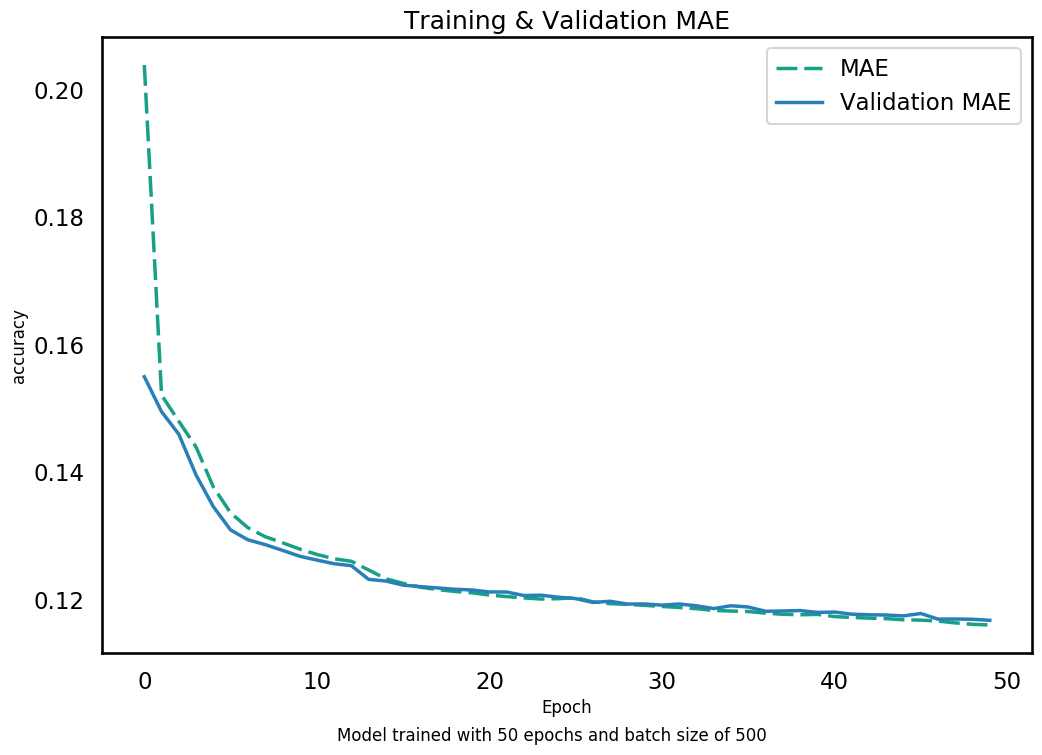 Training & Validation MAE
MAE
Validation MAE
accuracy
0.20
0.18
0.16
0.14
0.12
0 10 20 30 40 50
Epoch
Model trained with 50 epochs and batch size of 500